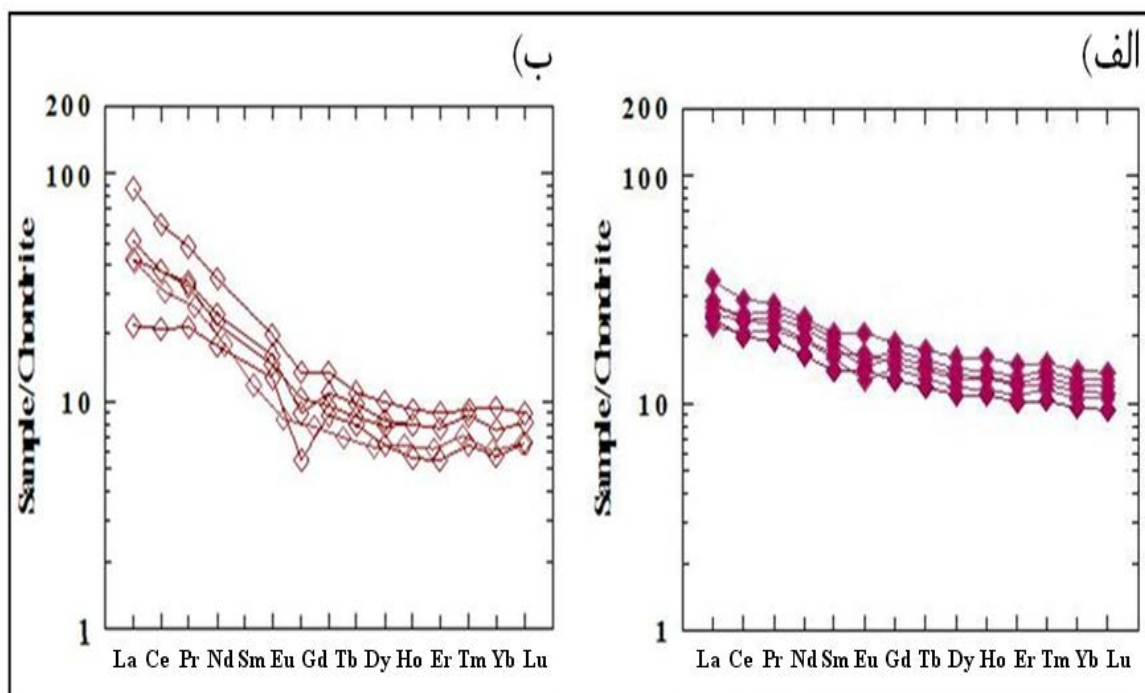 الف)
200
100
10
1
Sample/Chondrite
La Ce Pr Nd Sm Eu Gd Tb Dy Ho Er Tm Yb Lu
ب)
200
100
10
1
Sample/Chondrite
La Ce Pr Nd Sm Eu Gd Tb Dy Ho Er Tm Yb Lu